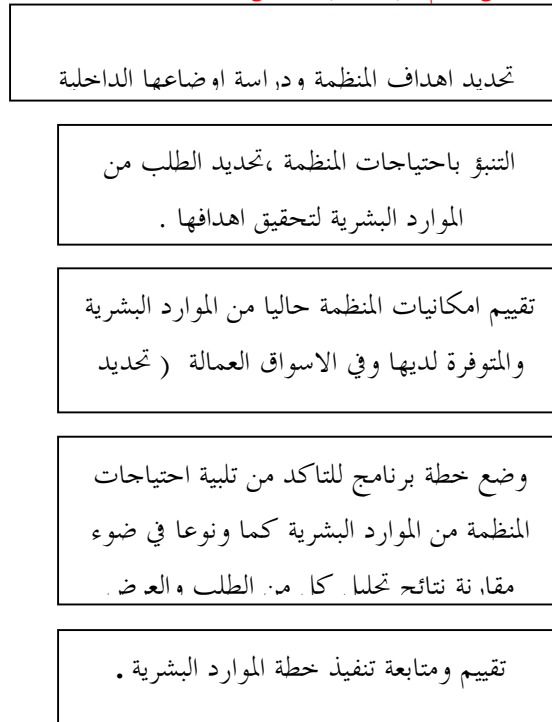 تحديد اهداف المنظمة ودراسة اوضاعها الداخلية
التنبؤ باحتياجات المنظمة ،تحديد الطلب من
الموارد البشرية لتحقيق اهدافها .
تقييم امكانيات المنظمة حاليا من الموارد البشرية
والمتوفرة لديها وفي الاسواق العمالة ( تحديد
وضع خطة برنامج للتاكد من تلبية احتياجات
المنظمة من الموارد البشرية كما ونوعا في ضوء
مقارنة نتائج تحليل كل من الطلب والعرض
تقييم ومتابعة تنفيذ خطة الموارد البشرية .